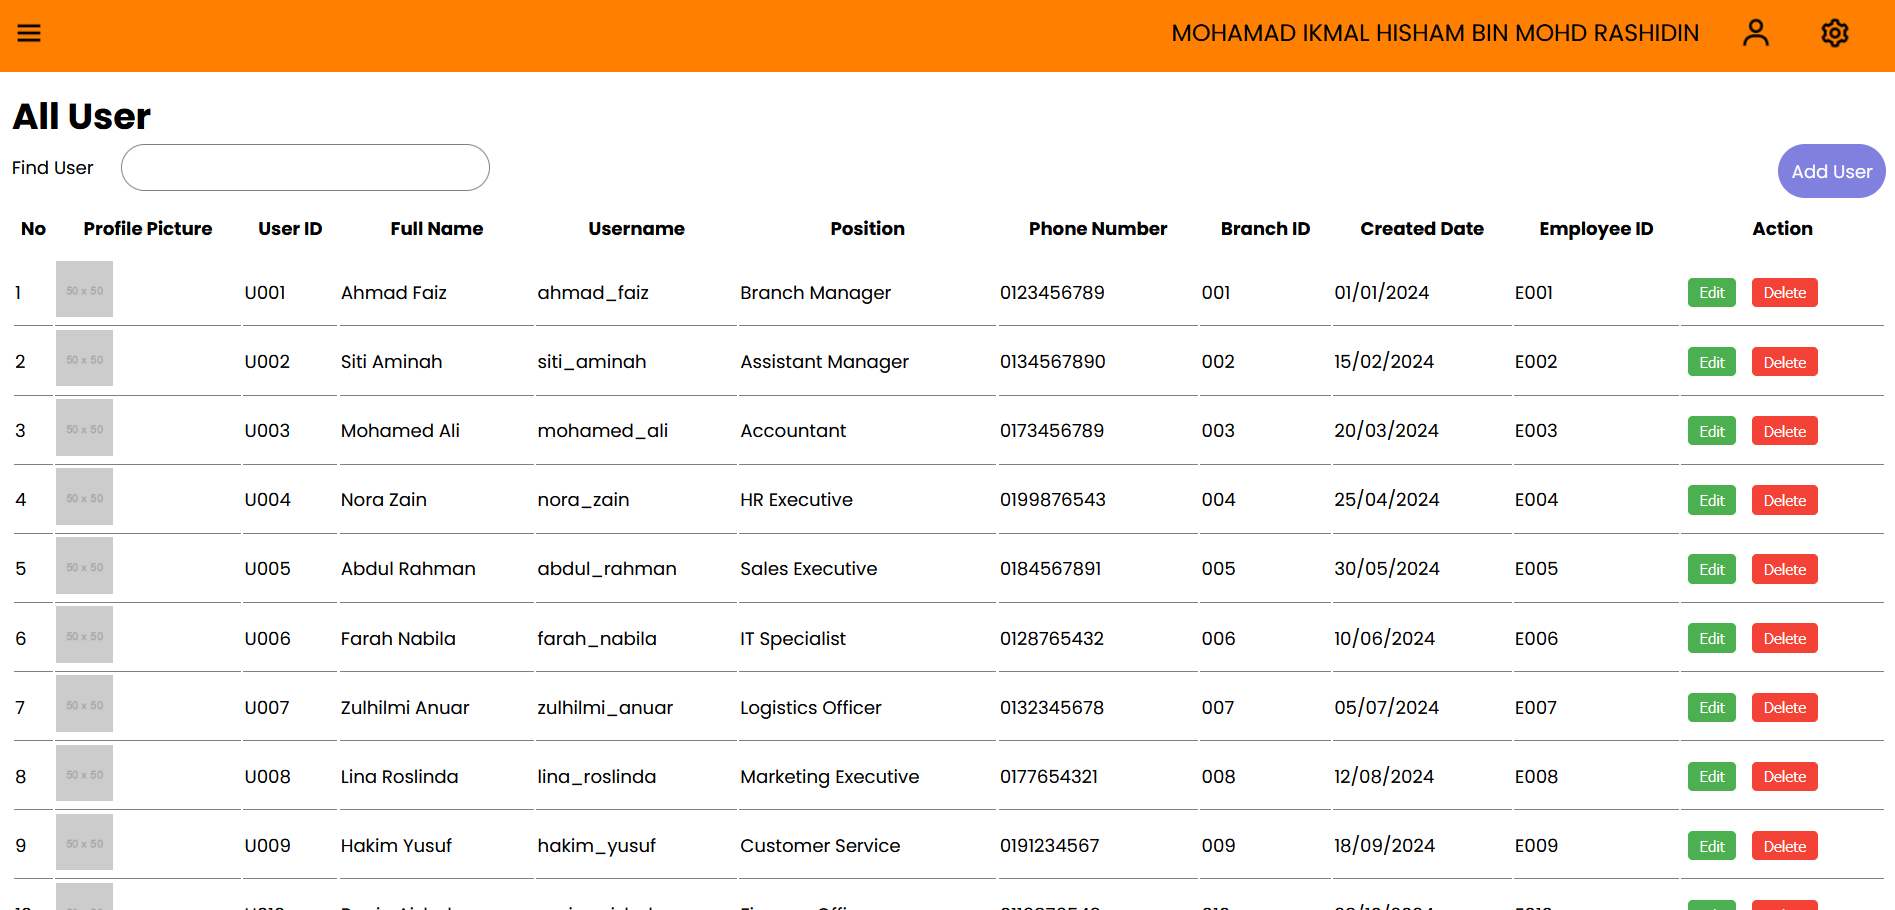 MOHAMAD IKMAL HISHAM BIN MOHD RASHIDIN
All User
Find User
Add User
No Profile Picture User ID Full Name Username Position Phone Number Branch ID Created Date Employee ID Action
1 50 x 50 U001 Ahmad Faiz ahmad_faiz Branch Manager 0123456789 001 01/01/2024 E001 Edit Delete
2 50 x 50 U002 Siti Aminah siti_aminah Assistant Manager 0134567890 002 15/02/2024 E002 Edit Delete
3 50 x 50 U003 Mohamed Ali mohamed_ali Accountant 0173456789 003 20/03/2024 E003 Edit Delete
4 50 x 50 U004 Nora Zain nora_zain HR Executive 0199876543 004 25/04/2024 E004 Edit Delete
5 50 x 50 U005 Abdul Rahman abdul_rahman Sales Executive 0184567891 005 30/05/2024 E005 Edit Delete
6 50 x 50 U006 Farah Nabila farah_nabila IT Specialist 0128765432 006 10/06/2024 E006 Edit Delete
7 50 x 50 U007 Zulhilmi Anuar zulhilmi_anuar Logistics Officer 0132345678 007 05/07/2024 E007 Edit Delete
8 50 x 50 U008 Lina Roslinda lina_roslinda Marketing Executive 0177654321 008 12/08/2024 E008 Edit Delete
9 50 x 50 U009 Hakim Yusuf hakim_yusuf Customer Service 0191234567 009 18/09/2024 E009 Edit Delete